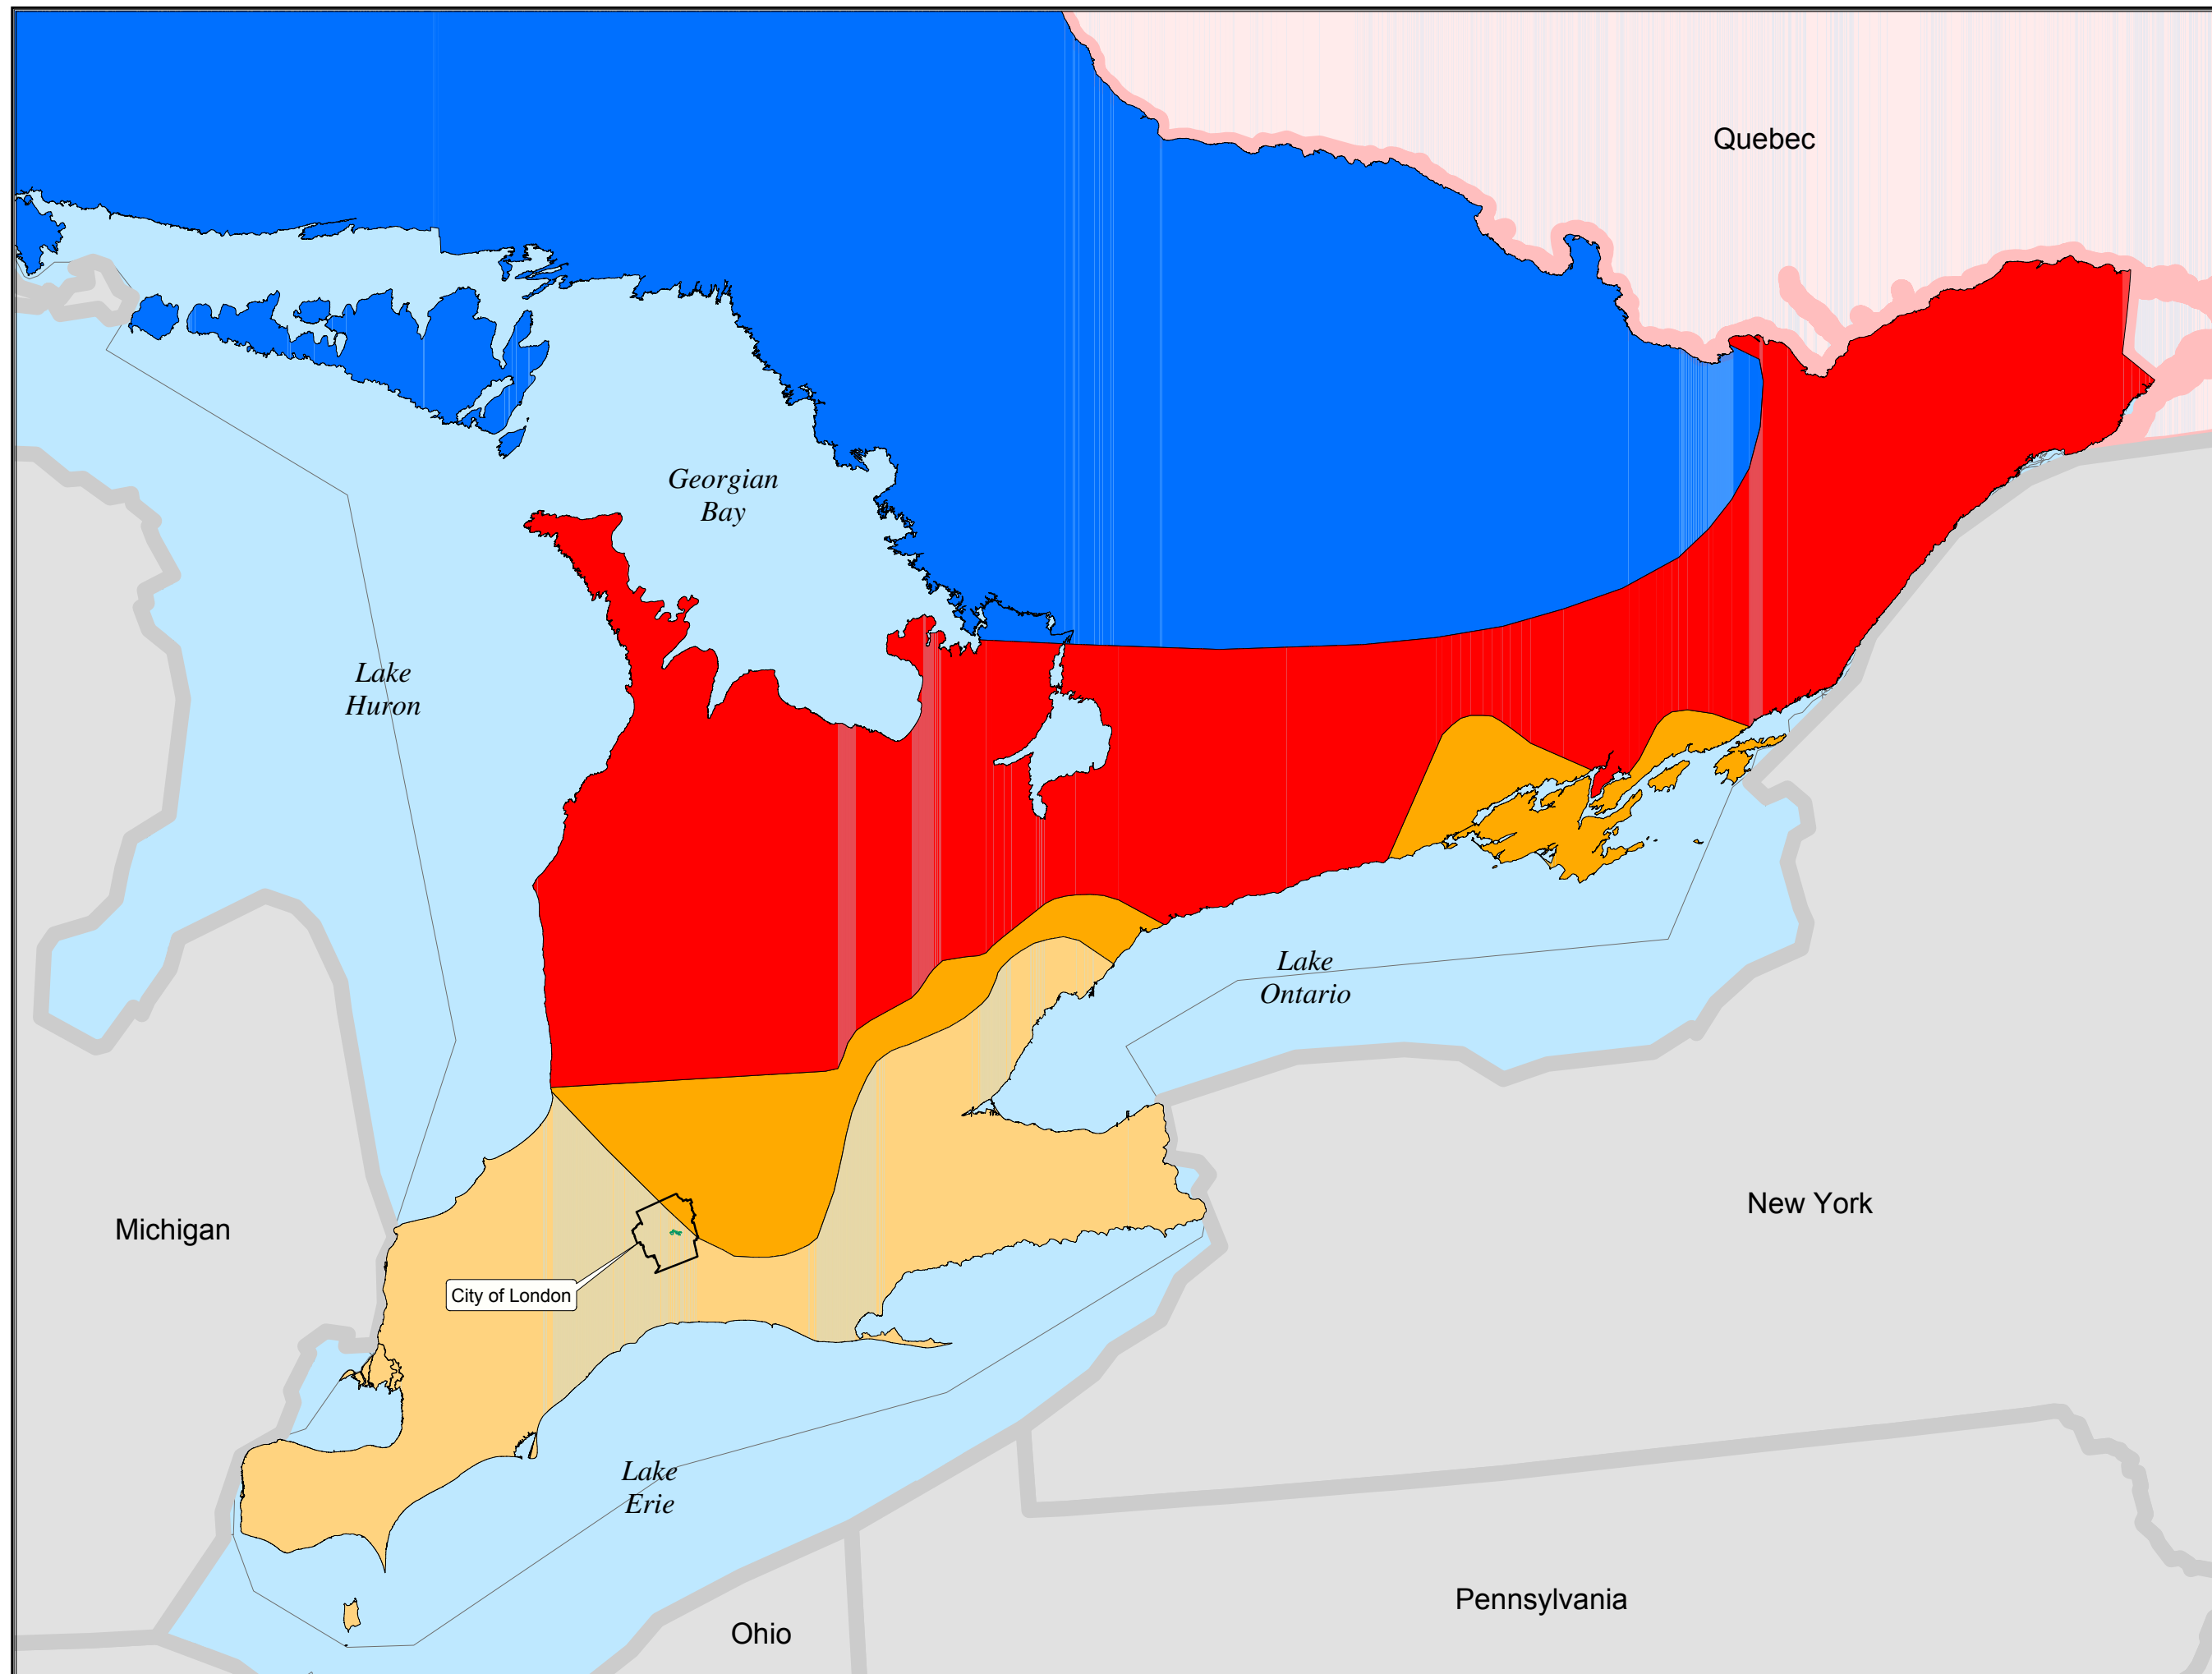 Quebec
Georgian
Bay
Lake
Huron
Lake
Ontario
Michigan
New York
City of London
Lake
Erie
Pennsylvania
Ohio